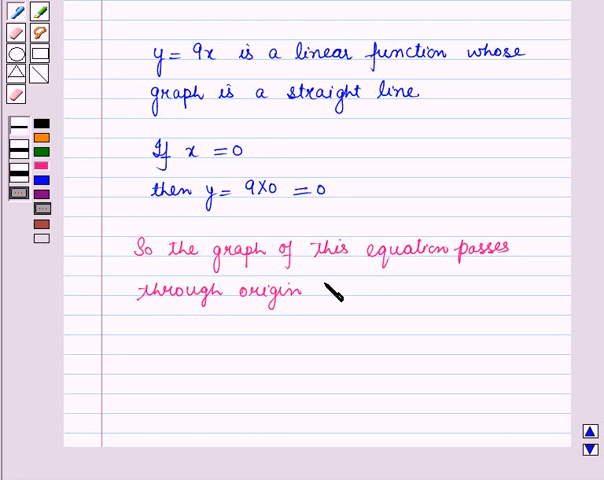 y = 9x is a linear function whose
graph is a straight line
If x = 0
then y = 9×0 = 0
So the graph of this equation passes
through origin